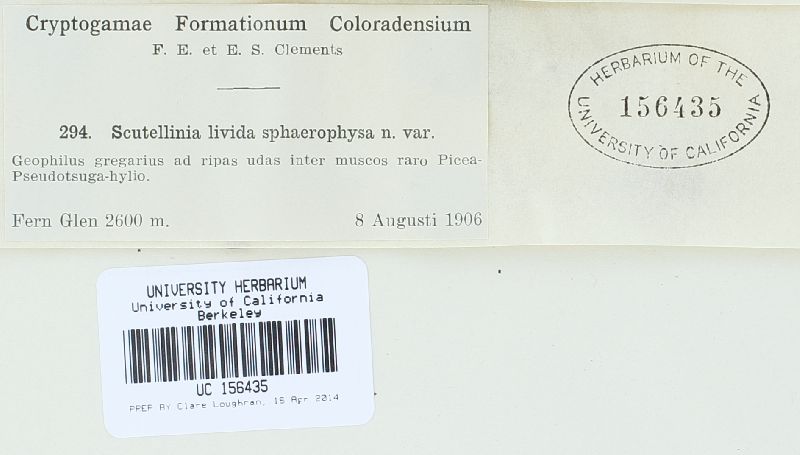 Cryptogamae Formationum Coloradensium
F. E. et E. S. Clements
294. Scutellinia livida sphaerophysa n. var.
Geophilus gregarius ad ripas udas inter muscos raro Picea-
Pseudotsuga-hylio.
Fern Glen 2600 m. 8 Augusti 1906
HERBARIUM OF THE
156435
UNIVERSITY OF CALIFORNIA
UNIVERSITY HERBARIUM
University of California
Berkeley
UC 156435
PREP BY Clare Loughran, 15 Apr 2014